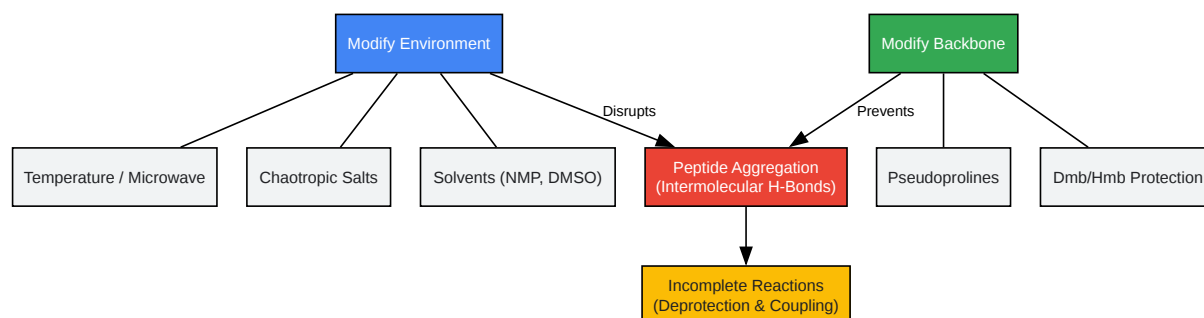 Modify Environment
Modify Backbone
Disrupts
Prevents
Temperature / Microwave
Chaotropic Salts
Solvents (NMP, DMSO)
Peptide Aggregation
(Intermolecular H-Bonds)
Pseudoprolines
Dmb/Hmb Protection
Incomplete Reactions
(Deprotection & Coupling)